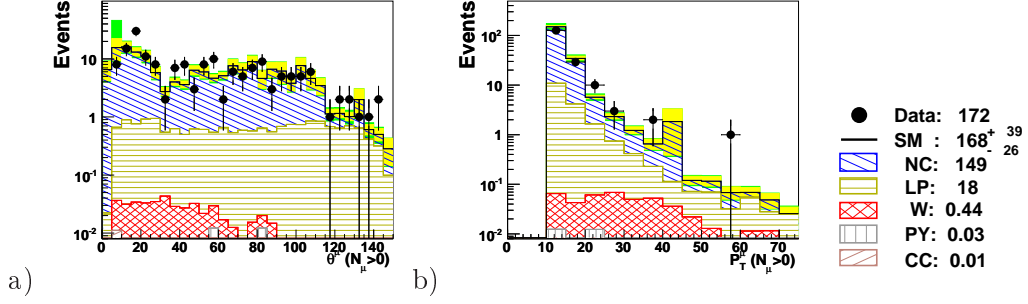 Events
10
1
10⁻¹
10⁻²
0 20 40 60 80 100 120 140
θ^μ (N_μ>0)
a)
Events
10²
10
1
10⁻¹
10⁻²
0 10 20 30 40 50 60 70
P_T^μ (N_μ>0)
b)
Data: 172
SM : 168 + 39 - 26
NC: 149
LP: 18
W: 0.44
PY: 0.03
CC: 0.01